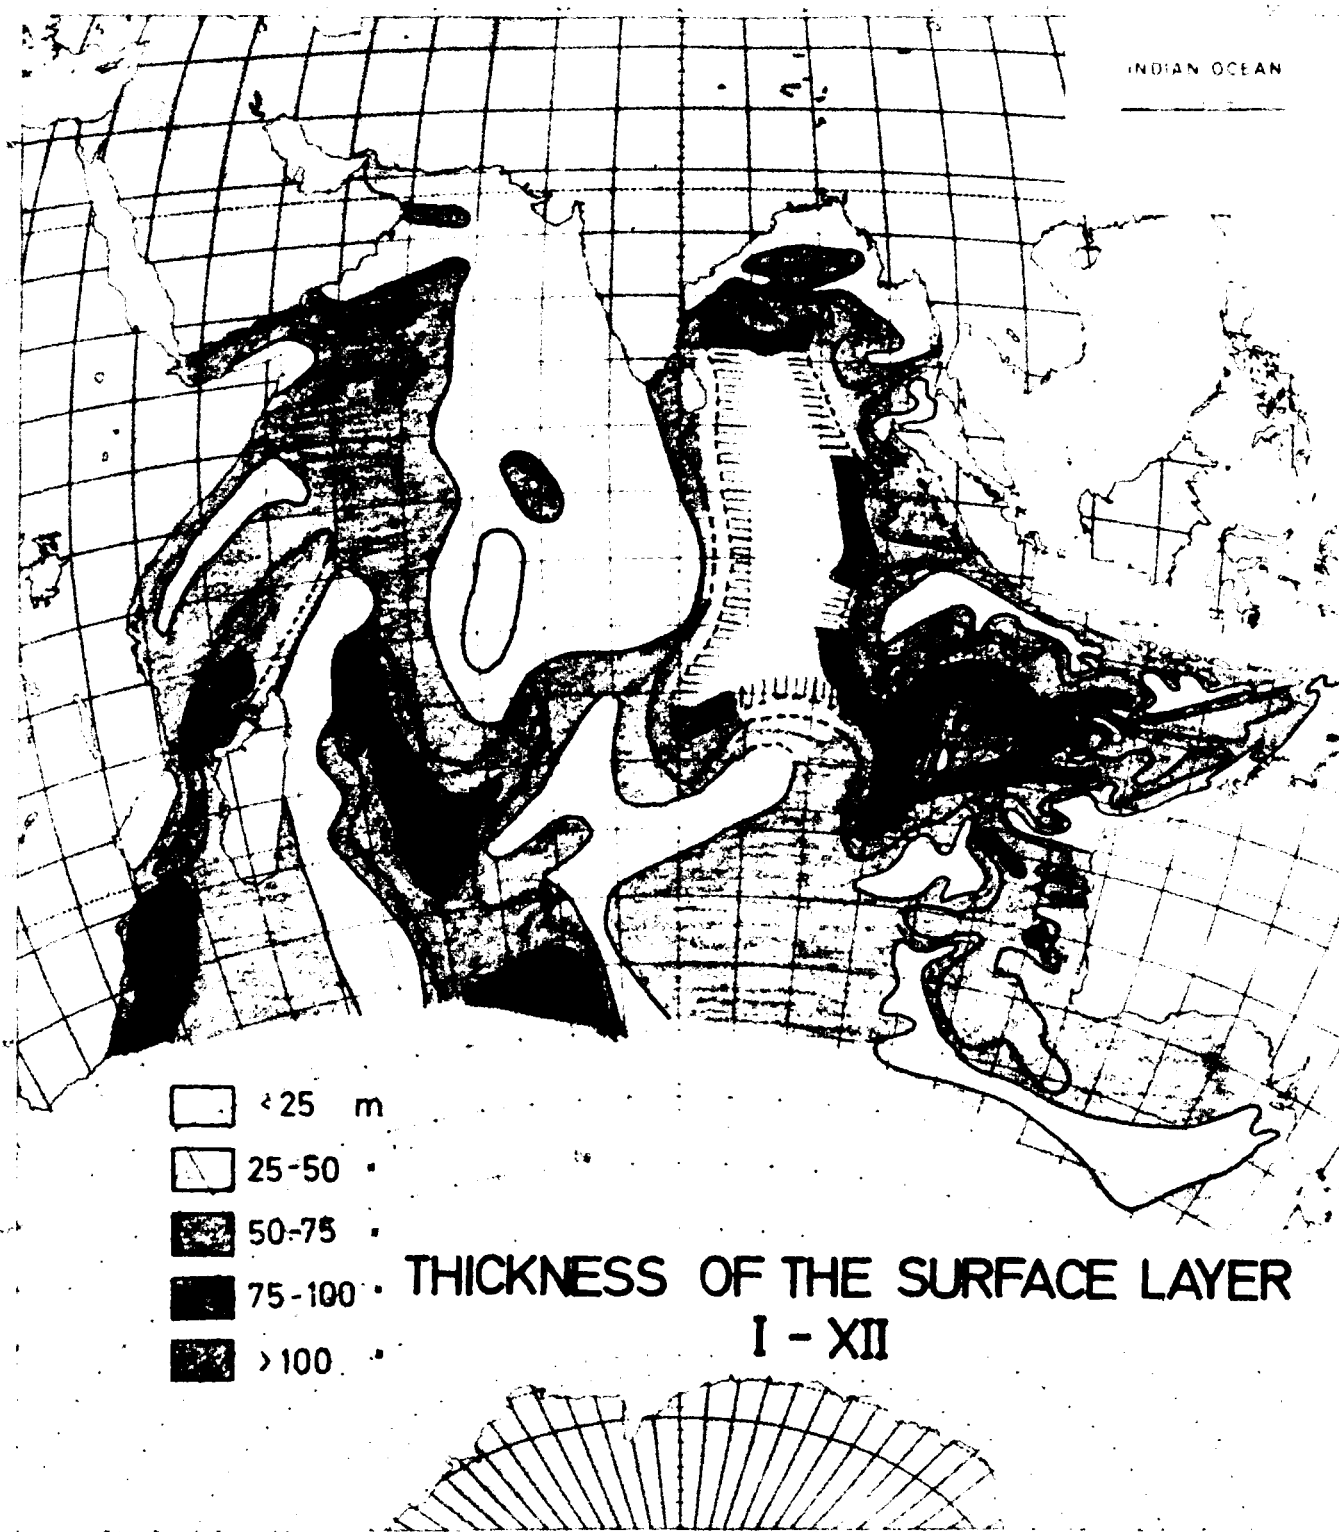 INDIAN OCEAN
<25 m
25-50 "
50-75 "
75-100 "
>100 "
THICKNESS OF THE SURFACE LAYER
I - XII